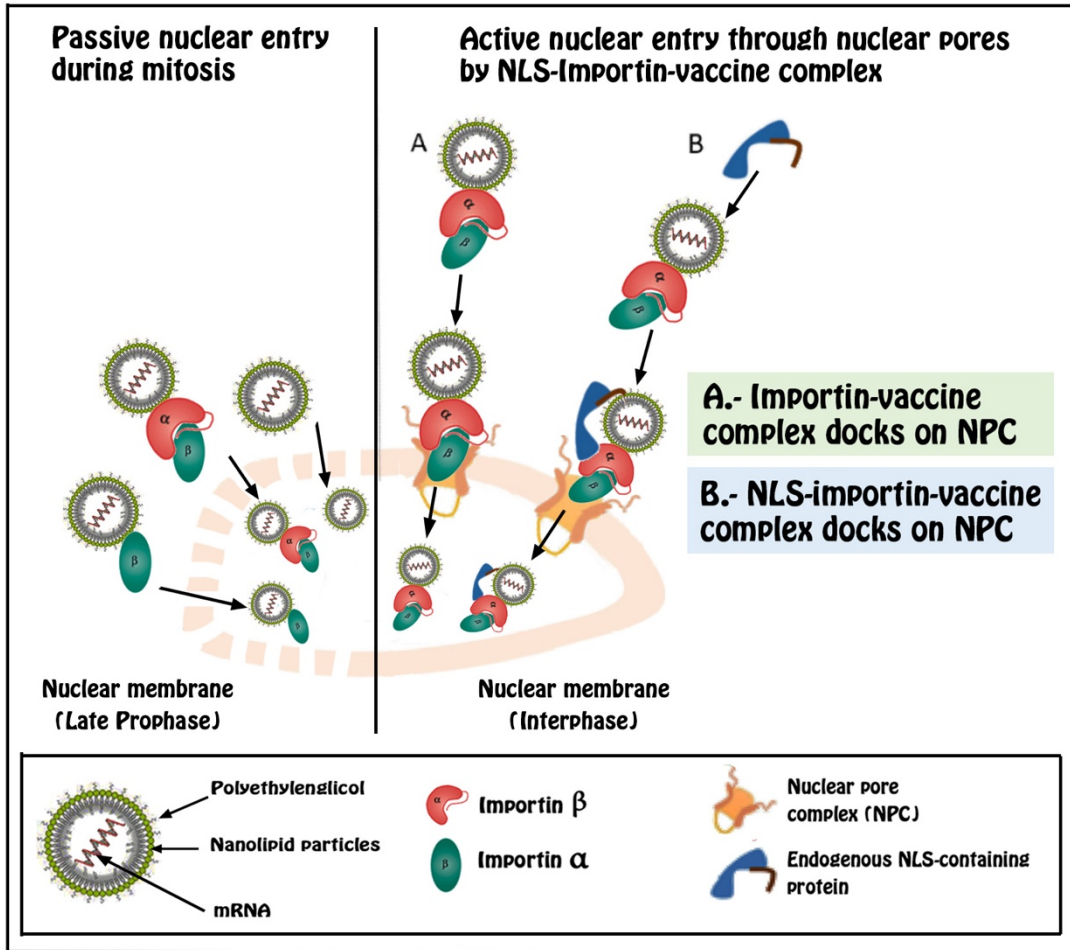 Passive nuclear entry
during mitosis
Active nuclear entry through nuclear pores
by NLS-Importin-vaccine complex
A
B
α
β
α
β
α
β
α
β
α
β
β
α
β
β
α
β
α
β
A.- Importin-vaccine
complex docks on NPC
B.- NLS-importin-vaccine
complex docks on NPC
Nuclear membrane
(Late Prophase)
Nuclear membrane
(Interphase)
Polyethylenglicol
Nanolipid particles
mRNA
α
Importin β
β
Importin α
Nuclear pore
complex (NPC)
Endogenous NLS-containing
protein